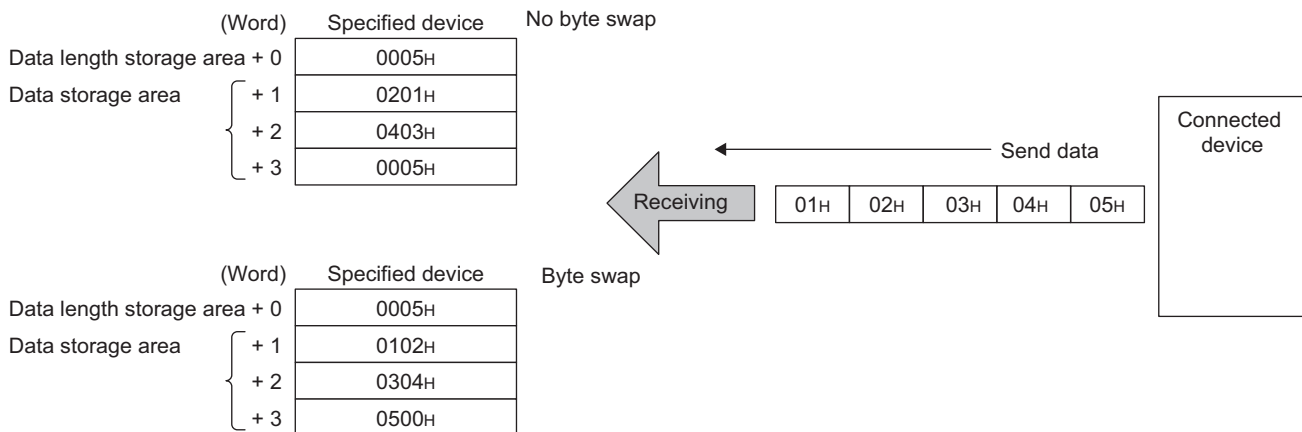 (Word) Specified device No byte swap
Data length storage area + 0 0005H
Data storage area + 1 0201H
+ 2 0403H
+ 3 0005H
Connected
device
Send data
Receiving 01H 02H 03H 04H 05H
(Word) Specified device Byte swap
Data length storage area + 0 0005H
Data storage area + 1 0102H
+ 2 0304H
+ 3 0500H